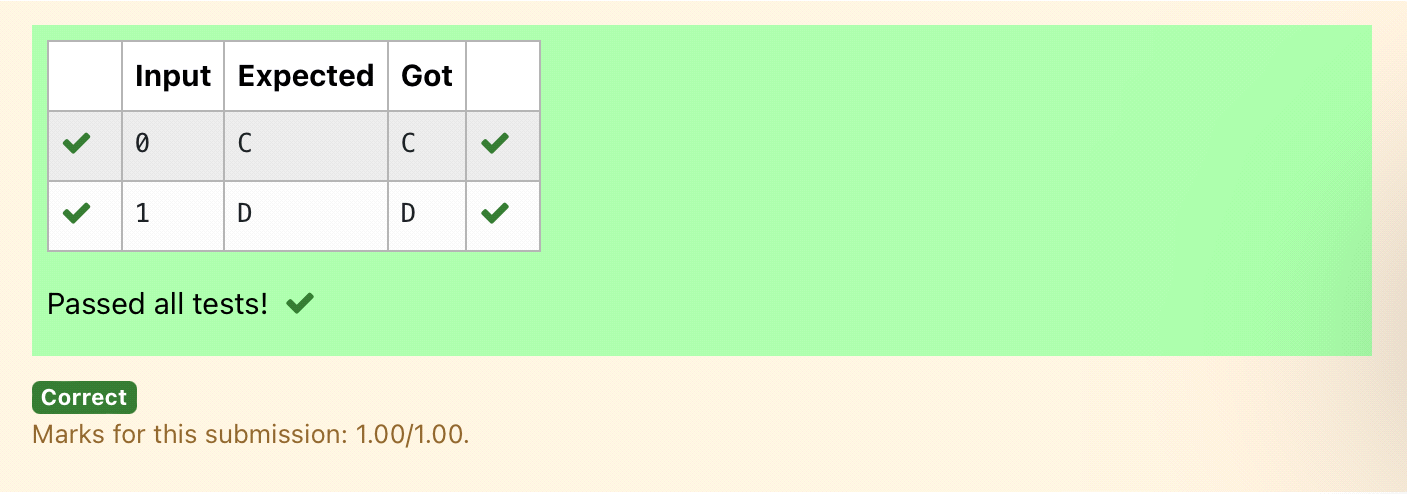 Input Expected Got
0 C C
1 D D
Passed all tests!
Correct
Marks for this submission: 1.00/1.00.